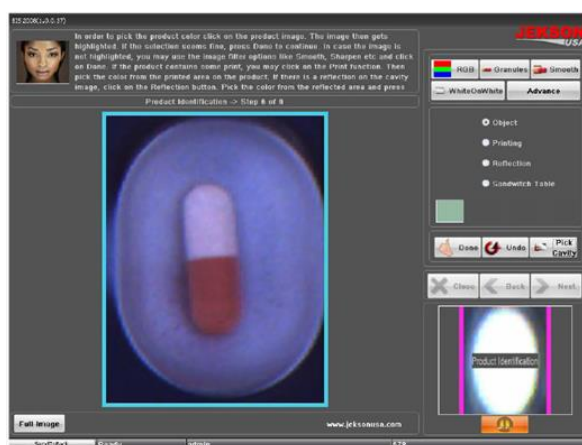 In order to pick the product color click on the product image. The image then gets
highlighted. If the selection seems fine, press Done to continue. In case the image is
not highlighted, you may use the image filter options like Smooth, Sharpen etc and click
on Done. If the product contains some print, you may click on the Print function. Then
pick the color from the printed area on the product. If there is a reflection on the cavity
image, click on the Reflection button. Pick the color from the reflected area and press
Product Identification -> Step 6 of 8
JEKSON
USA
RGB
Granules
Smooth
WhiteOnWhite
Advance
Object
Printing
Reflection
Sandwitch Table
Done
Undo
Pick
Cavity
Close
Back
Next
Product Identification
Full Image
www.jeksonusa.com
Ready
admin